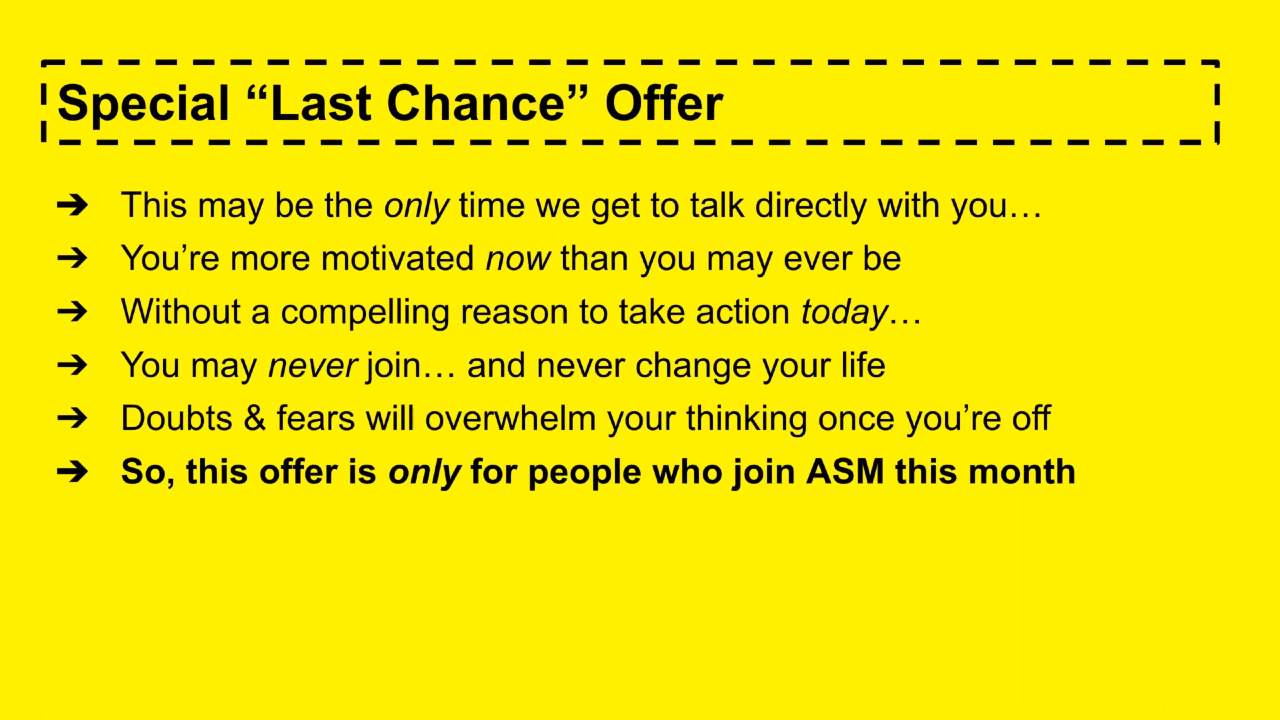 Special “Last Chance” Offer
➔ This may be the only time we get to talk directly with you…
➔ You’re more motivated now than you may ever be
➔ Without a compelling reason to take action today…
➔ You may never join… and never change your life
➔ Doubts & fears will overwhelm your thinking once you’re off
➔ So, this offer is only for people who join ASM this month